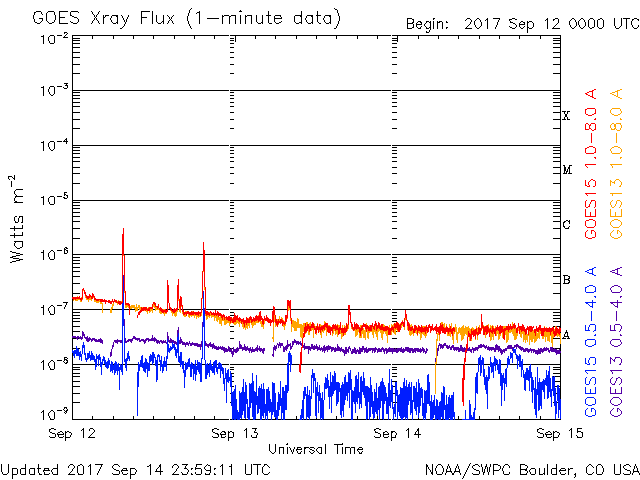 GOES Xray Flux (1-minute data)
Begin: 2017 Sep 12 0000 UTC
10-2
10-3
10-4
10-5
10-6
10-7
10-8
10-9
Watts m-2
X
M
C
B
A
GOES15 1.0-8.0 A
GOES13 1.0-8.0 A
GOES15 0.5-4.0 A
GOES13 0.5-4.0 A
Sep 12
Sep 13
Sep 14
Sep 15
Universal Time
Updated 2017 Sep 14 23:59:11 UTC
NOAA/SWPC Boulder, CO USA